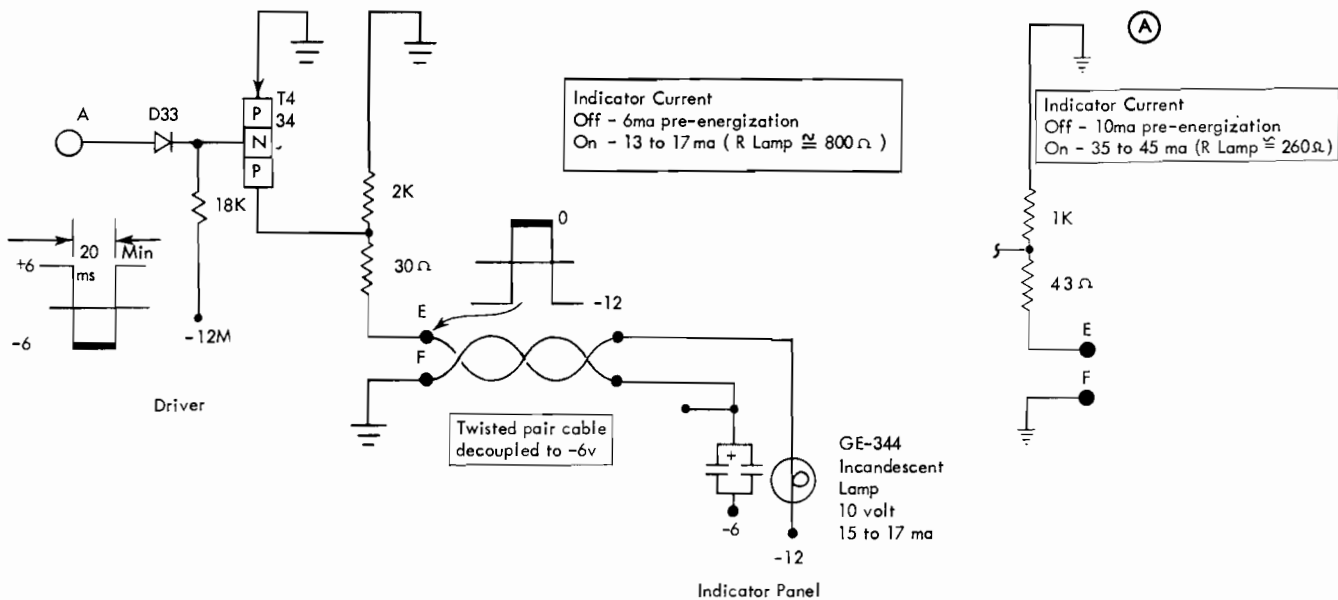 A
D33
T4
34
P
N
P
18K
2K
30 Ω
+6
20
ms
Min
-6
-12M
Driver
Indicator Current
Off - 6ma pre-energization
On - 13 to 17 ma ( R Lamp ≅ 800 Ω )
0
-12
E
F
Twisted pair cable
decoupled to -6v
+
-6
-12
GE-344
Incandescent
Lamp
10 volt
15 to 17 ma
Indicator Panel
A
Indicator Current
Off - 10ma pre-energization
On - 35 to 45 ma (R Lamp ≅ 260Ω)
1K
43 Ω
E
F